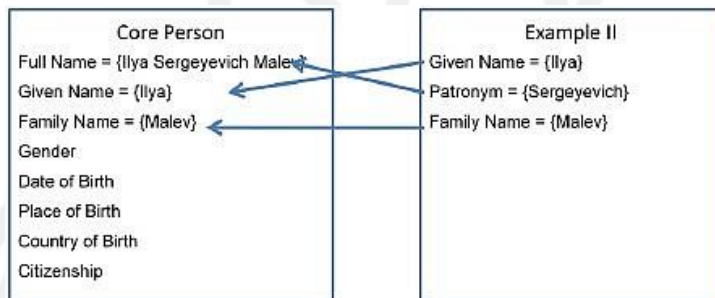 Core Person
Full Name = {Ilya Sergeyevich Malev}
Given Name = {Ilya}
Family Name = {Malev}
Gender
Date of Birth
Place of Birth
Country of Birth
Citizenship
Example II
Given Name = {Ilya}
Patronym = {Sergeyevich}
Family Name = {Malev}